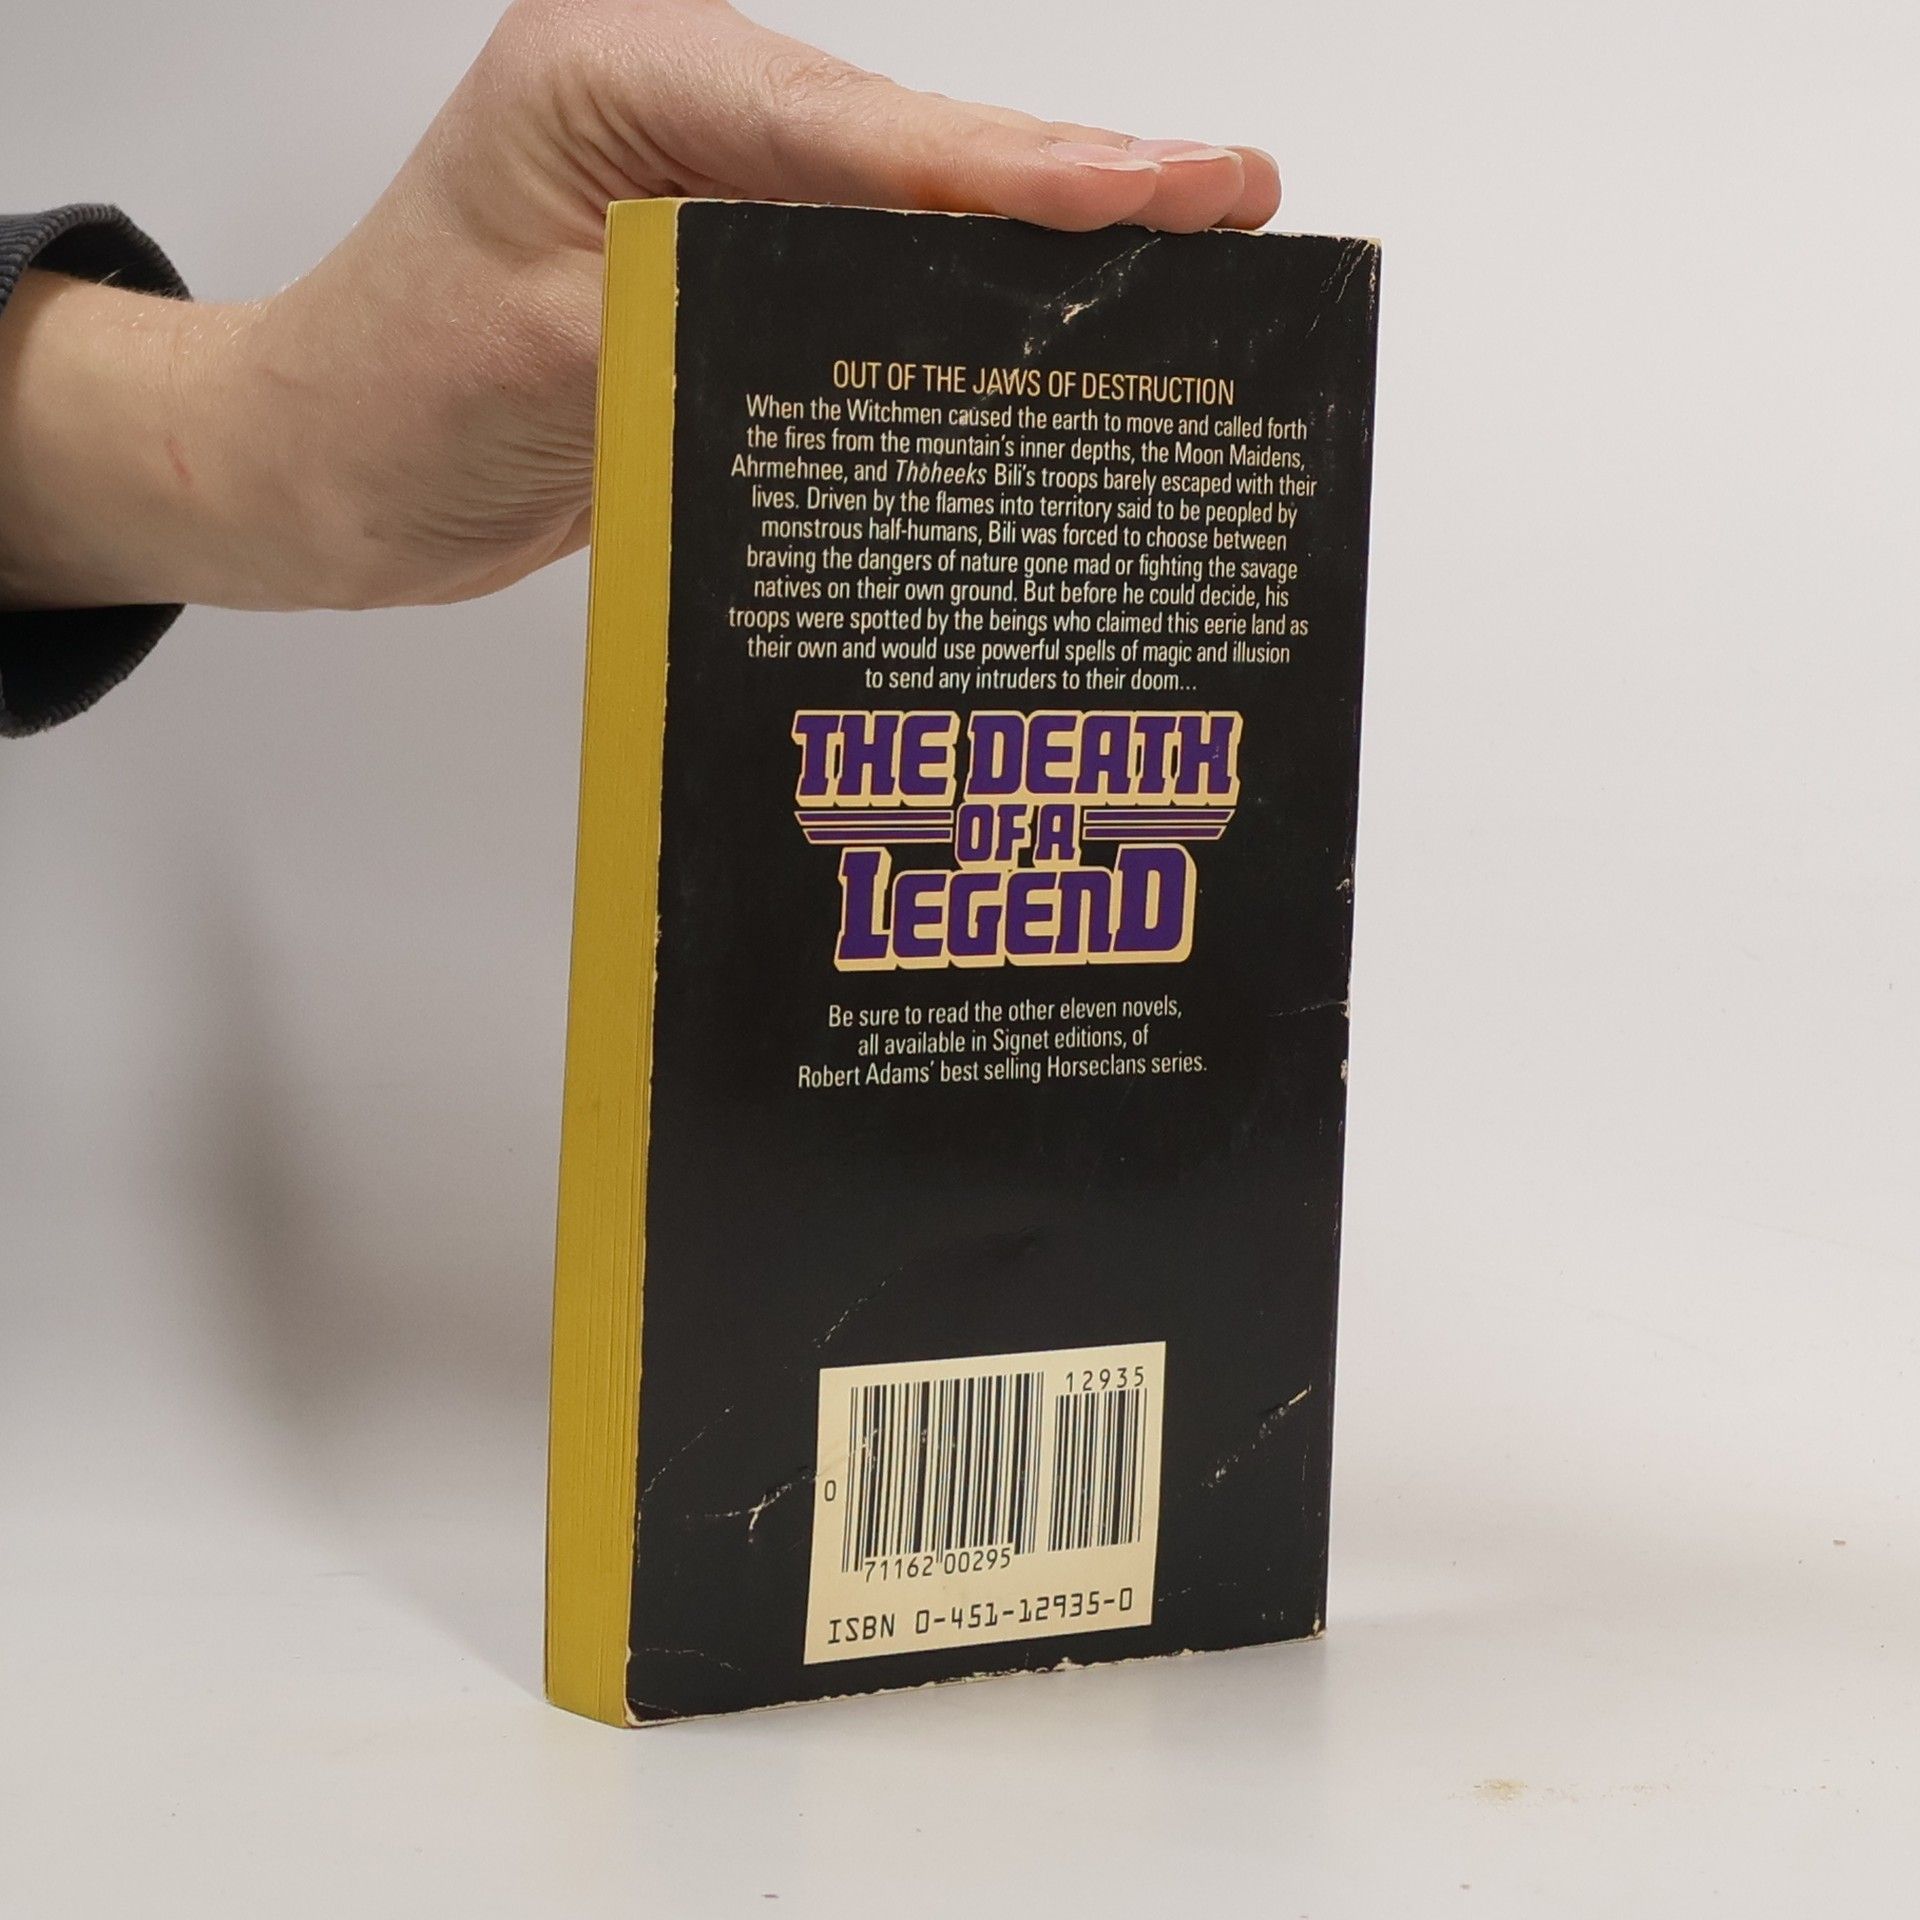 OUT OF THE JAWS OF DESTRUCTION
When the Witchmen caused the earth to move and called forth
the fires from the mountain's inner depths, the Moon Maidens,
Ahrmehnee, and Thoheeks Bili's troops barely escaped with their
lives. Driven by the flames into territory said to be peopled by
monstrous half-humans, Bili was forced to choose between
braving the dangers of nature gone mad or fighting the savage
natives on their own ground. But before he could decide, his
troops were spotted by the beings who claimed this eerie land as
their own and would use powerful spells of magic and illusion
to send any intruders to their doom...
THE DEATH
OF A
LEGEND
Be sure to read the other eleven novels,
all available in Signet editions, of
Robert Adams' best selling Horseclans series.
12935
0
71162 00295
ISBN 0-451-12935-0